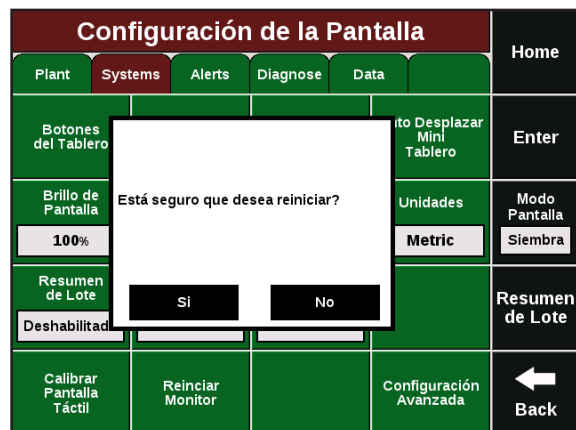 Configuración de la Pantalla
Home
Plant
Systems
Alerts
Diagnose
Data
Botones
del Tablero
to Desplazar
Mini
Tablero
Enter
Está seguro que desea reiniciar?
Si
No
Brillo de
Pantalla
100%
Unidades
Metric
Modo
Pantalla
Siembra
Resumen
de Lote
Deshabilitad
Resumen
de Lote
Calibrar
Pantalla
Táctil
Reinciar
Monitor
Configuración
Avanzada
Back